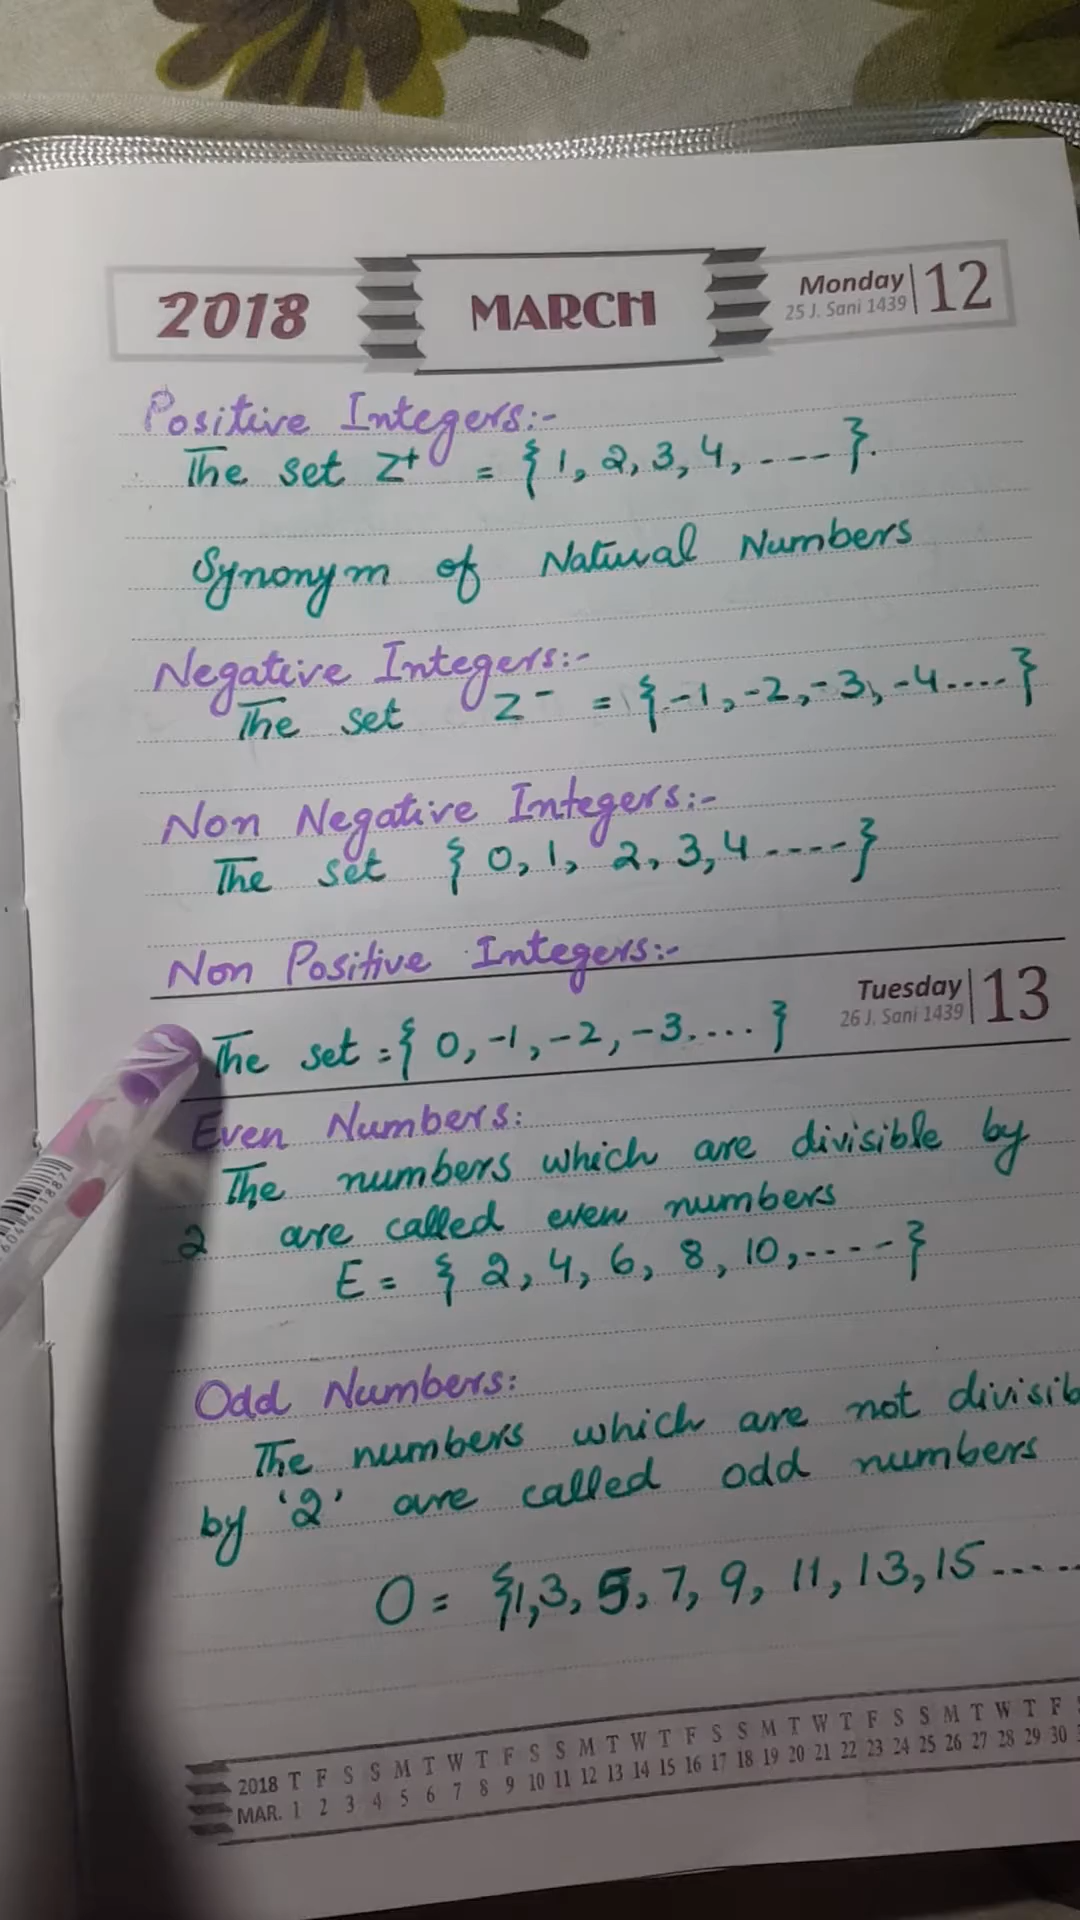 2018 MARCH Monday 12
25 J. Sani 1439
Positive Integers:-
The set Z+ = {1, 2, 3, 4, ----}.
Synonym of Natural Numbers
Negative Integers:-
The set Z- = {-1, -2, -3, -4....}
Non Negative Integers:-
The set { 0, 1, 2, 3, 4 ----}
Non Positive Integers:-
Tuesday 13
26 J. Sani 1439
The set = { 0, -1, -2, -3.... }
Even Numbers:
The numbers which are divisible by
2 are called even numbers
E = { 2, 4, 6, 8, 10, ----}
Odd Numbers:
The numbers which are not divisib
by '2' are called odd numbers
O = {1, 3, 5, 7, 9, 11, 13, 15 .....
2018 T F S S M T W T F S S M T W T F S S M T W T F S S M T W T F
MAR. 1 2 3 4 5 6 7 8 9 10 11 12 13 14 15 16 17 18 19 20 21 22 23 24 25 26 27 28 29 30
6044401887